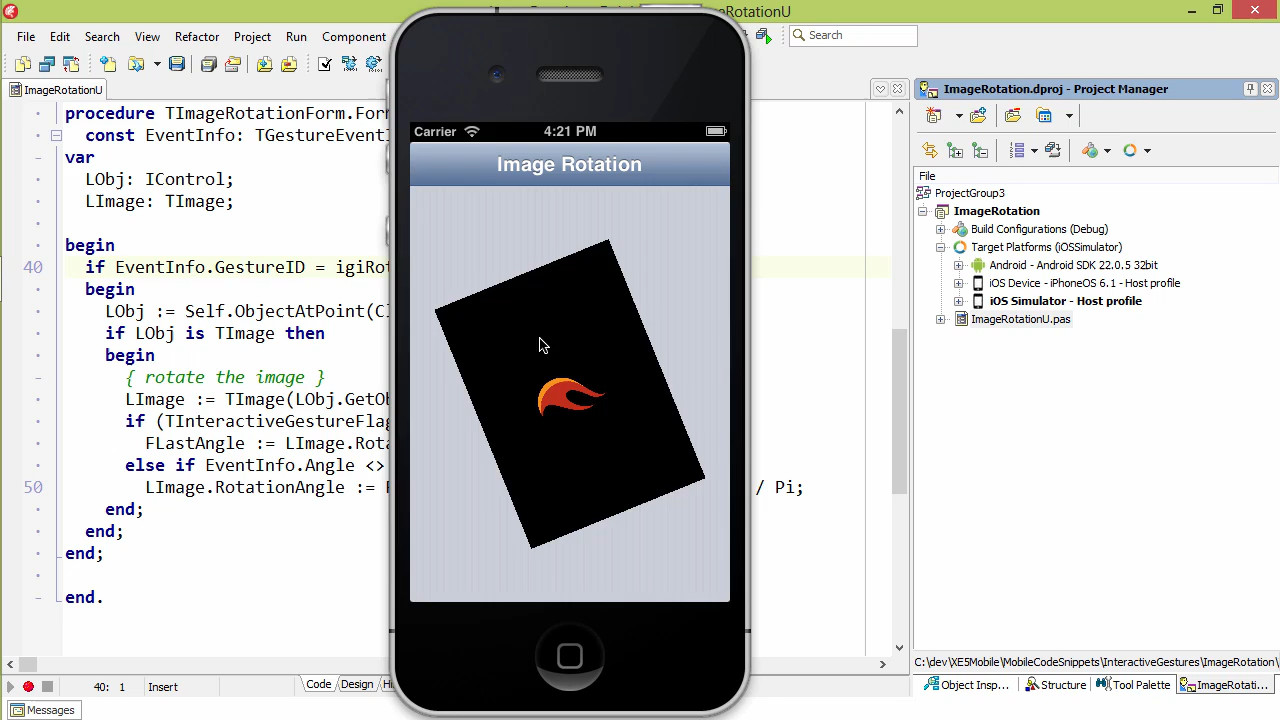 ageRotationU
File Edit Search View Refactor Project Run Component
Search
ImageRotationU
procedure TImageRotationForm.For
const EventInfo: TGestureEventI
var
LObj: IControl;
LImage: TImage;
begin
40 if EventInfo.GestureID = igiRot
begin
LObj := Self.ObjectAtPoint(Cl
if LObj is TImage then
begin
{ rotate the image }
LImage := TImage(LObj.GetOb
if (TInteractiveGestureFlag
FLastAngle := LImage.Rota
else if EventInfo.Angle <>
50 LImage.RotationAngle := F / Pi;
end;
end;
end;
end.
Carrier 4:21 PM
Image Rotation
ImageRotation.dproj - Project Manager
File
ProjectGroup3
ImageRotation
Build Configurations (Debug)
Target Platforms (iOSSimulator)
Android - Android SDK 22.0.5 32bit
iOS Device - iPhoneOS 6.1 - Host profile
iOS Simulator - Host profile
ImageRotationU.pas
C:\dev\XE5Mobile\MobileCodeSnippets\InteractiveGestures\ImageRotation\
40: 1 Insert Code Design Hi
Object Insp... Structure Tool Palette ImageRotati...
Messages